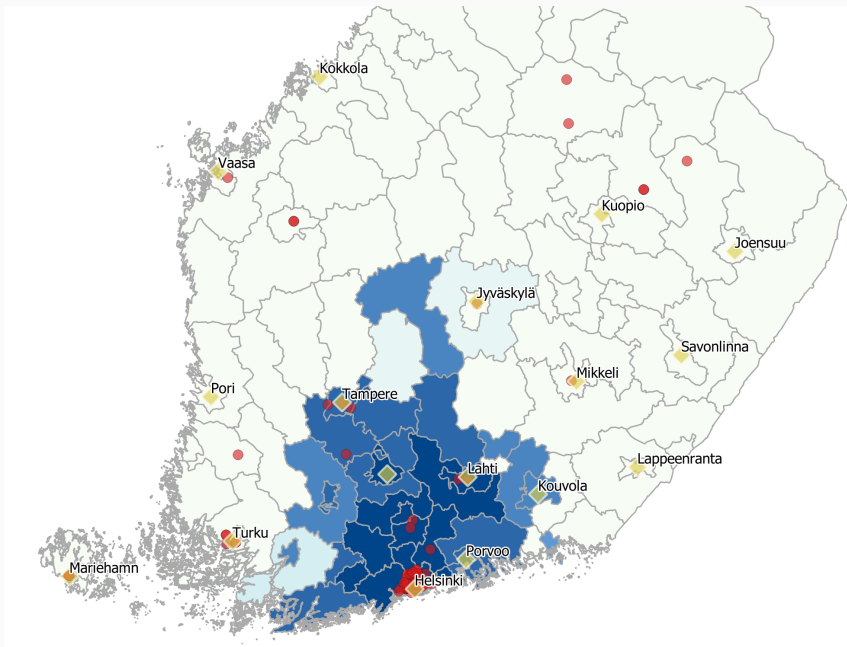 Kokkola
Vaasa
Kuopio
Joensuu
Jyväskylä
Savonlinna
Mikkeli
Pori
Tampere
Lappeenranta
Lahti
Kouvola
Turku
Porvoo
Mariehamn
Helsinki